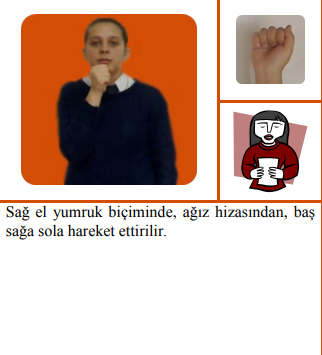 Sağ el yumruk biçiminde, ağız hizasından, baş
sağa sola hareket ettirilir.